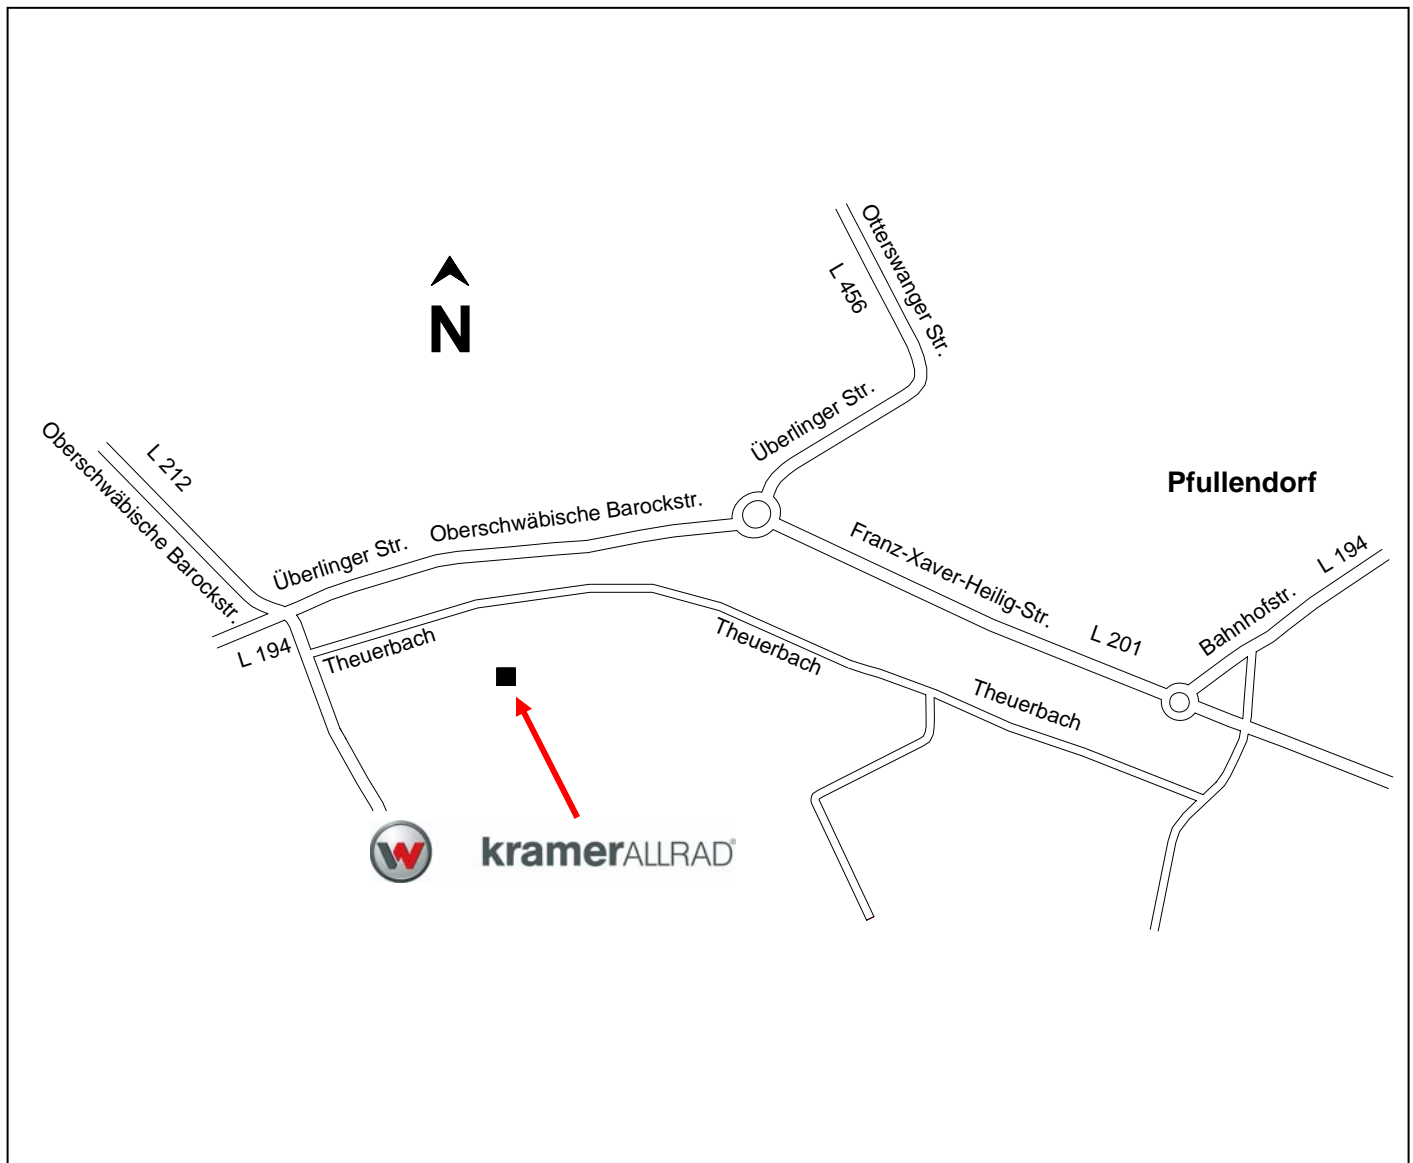 Otterswanger Str.
L 456
N
Überlinger Str.
Oberschwäbische Barockstr.
L 212
Pfullendorf
Überlinger Str.
Oberschwäbische Barockstr.
Franz-Xaver-Heilig-Str.
L 194
Bahnhofstr.
L 201
L 194
Theuerbach
Theuerbach
Theuerbach
kramerALLRAD®